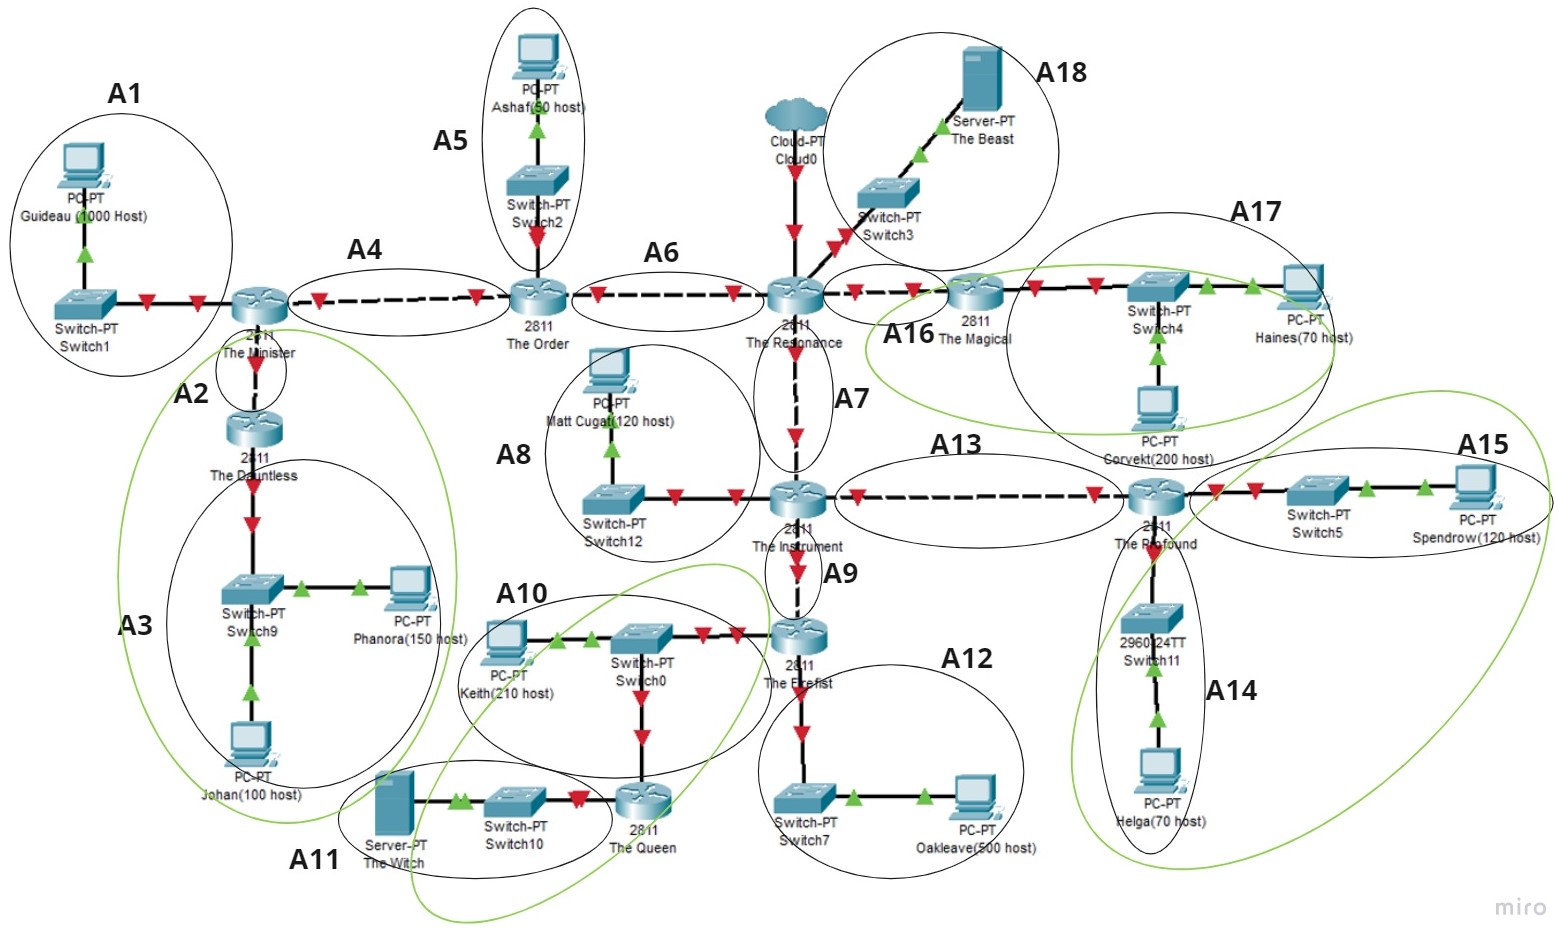 A1
PC-PT
Guideau (1000 Host)
Switch-PT
Switch1
A4
2811
The Minister
A2
2811
The Dauntless
A3
Switch-PT
Switch9
PC-PT
Phanora(150 host)
PC-PT
Johan(100 host)
A5
PC-PT
Ashaf(50 host)
Switch-PT
Switch2
2811
The Order
A6
Cloud-PT
Cloud0
A18
Server-PT
The Beast
Switch-PT
Switch3
2811
The Resonance
A16
2811
The Magical
A17
Switch-PT
Switch4
PC-PT
Haines(70 host)
PC-PT
Corvekt(200 host)
A7
A8
PC-PT
Matt Cugat(120 host)
Switch-PT
Switch12
2811
The Instrument
A13
2811
The Profound
A15
Switch-PT
Switch5
PC-PT
Spendrow(120 host)
A14
2960-24TT
Switch11
PC-PT
Helga(70 host)
A9
A10
PC-PT
Keith(210 host)
Switch-PT
Switch0
2811
The Firefist
A12
Switch-PT
Switch7
PC-PT
Oakleave(500 host)
A11
Server-PT
The Witch
Switch-PT
Switch10
2811
The Queen
miro